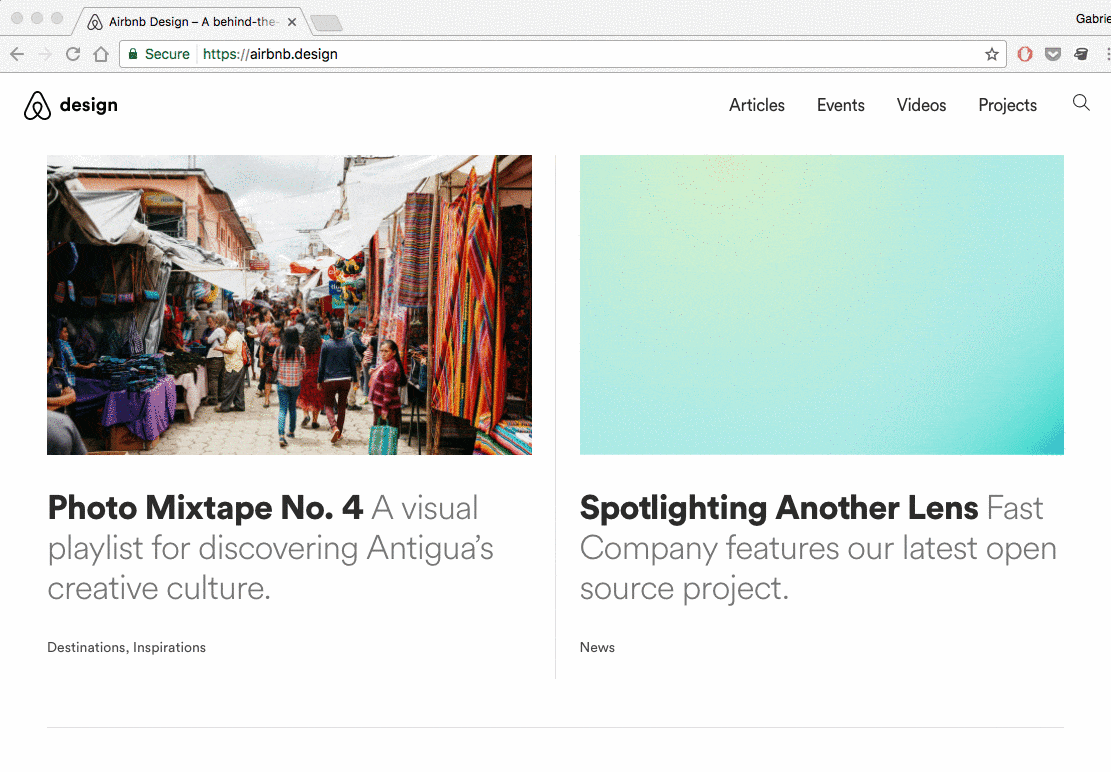 Airbnb Design – A behind-the-
Gabrie
Secure https://airbnb.design
design
Articles Events Videos Projects
Photo Mixtape No. 4 A visual
playlist for discovering Antigua’s
creative culture.
Destinations, Inspirations
Spotlighting Another Lens Fast
Company features our latest open
source project.
News